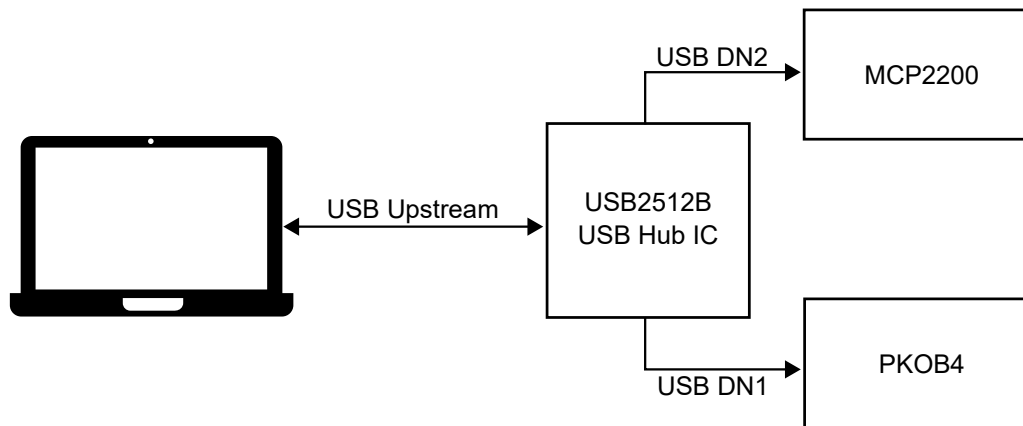 USB DN2
MCP2200
USB Upstream
USB2512B
USB Hub IC
PKOB4
USB DN1